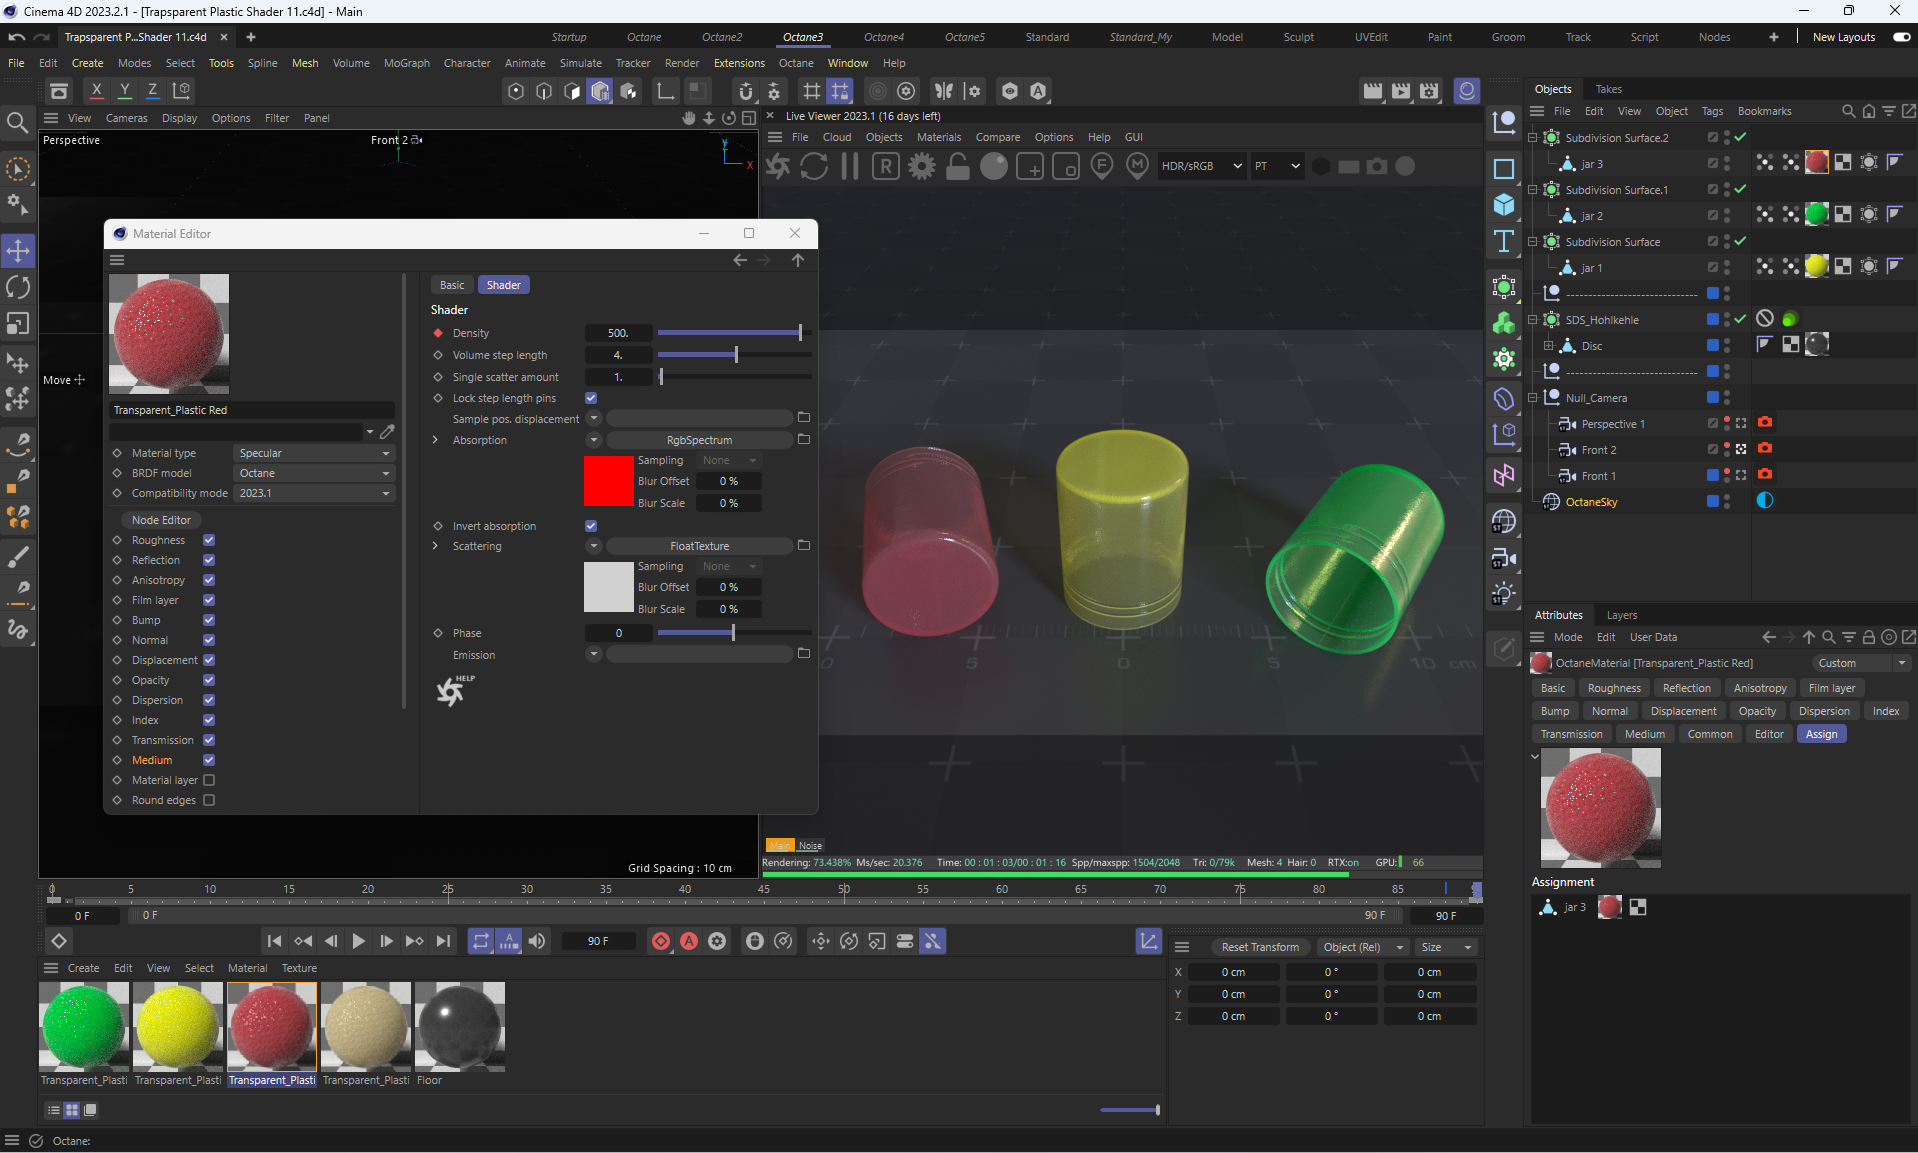 Cinema 4D 2023.2.1 - [Trapsparent Plastic Shader 11.c4d] - Main
Trapsparent P...Shader 11.c4d
Startup Octane Octane2 Octane3 Octane4 Octane5 Standard Standard_My Model Sculpt UVEdit Paint Groom Track Script Nodes New Layouts
File Edit Create Modes Select Tools Spline Mesh Volume MoGraph Character Animate Simulate Tracker Render Extensions Octane Window Help
X Y Z
View Cameras Display Options Filter Panel
Perspective
Front 2
Y
X
Move
Grid Spacing : 10 cm
Live Viewer 2023.1 (16 days left)
File Cloud Objects Materials Compare Options Help GUI
HDR/sRGB
PT
Material Editor
Transparent_Plastic Red
Material type Specular
BRDF model Octane
Compatibility mode 2023.1
Node Editor
Roughness
Reflection
Anisotropy
Film layer
Bump
Normal
Displacement
Opacity
Dispersion
Index
Transmission
Medium
Material layer
Round edges
Basic Shader
Shader
Density 500.
Volume step length 4.
Single scatter amount 1.
Lock step length pins
Sample pos. displacement
Absorption RgbSpectrum
Sampling None
Blur Offset 0 %
Blur Scale 0 %
Invert absorption
Scattering FloatTexture
Sampling None
Blur Offset 0 %
Blur Scale 0 %
Phase 0
Emission
HELP
0 5 0 5 10 cm
Main Noise
Rendering: 73.438% Ms/sec: 20.376 Time: 00 : 01 : 03/00 : 01 : 16 Spp/maxspp: 1504/2048 Tri: 0/79k Mesh: 4 Hair: 0 RTX:on GPU: 66
0 5 10 15 20 25 30 35 40 45 50 55 60 65 70 75 80 85
0 F 0 F 90 F 90 F
90 F
Create Edit View Select Material Texture
Transparent_Plasti Transparent_Plasti Transparent_Plasti Transparent_Plasti Floor
Reset Transform Object (Rel) Size
X 0 cm 0 ° 0 cm
Y 0 cm 0 ° 0 cm
Z 0 cm 0 ° 0 cm
Octane:
Objects Takes
File Edit View Object Tags Bookmarks
Subdivision Surface.2
jar 3
Subdivision Surface.1
jar 2
Subdivision Surface
jar 1
SDS_Hohlkehle
Disc
Null_Camera
Perspective 1
Front 2
Front 1
OctaneSky
Attributes Layers
Mode Edit User Data
OctaneMaterial [Transparent_Plastic Red] Custom
Basic Roughness Reflection Anisotropy Film layer
Bump Normal Displacement Opacity Dispersion Index
Transmission Medium Common Editor Assign
Assignment
jar 3